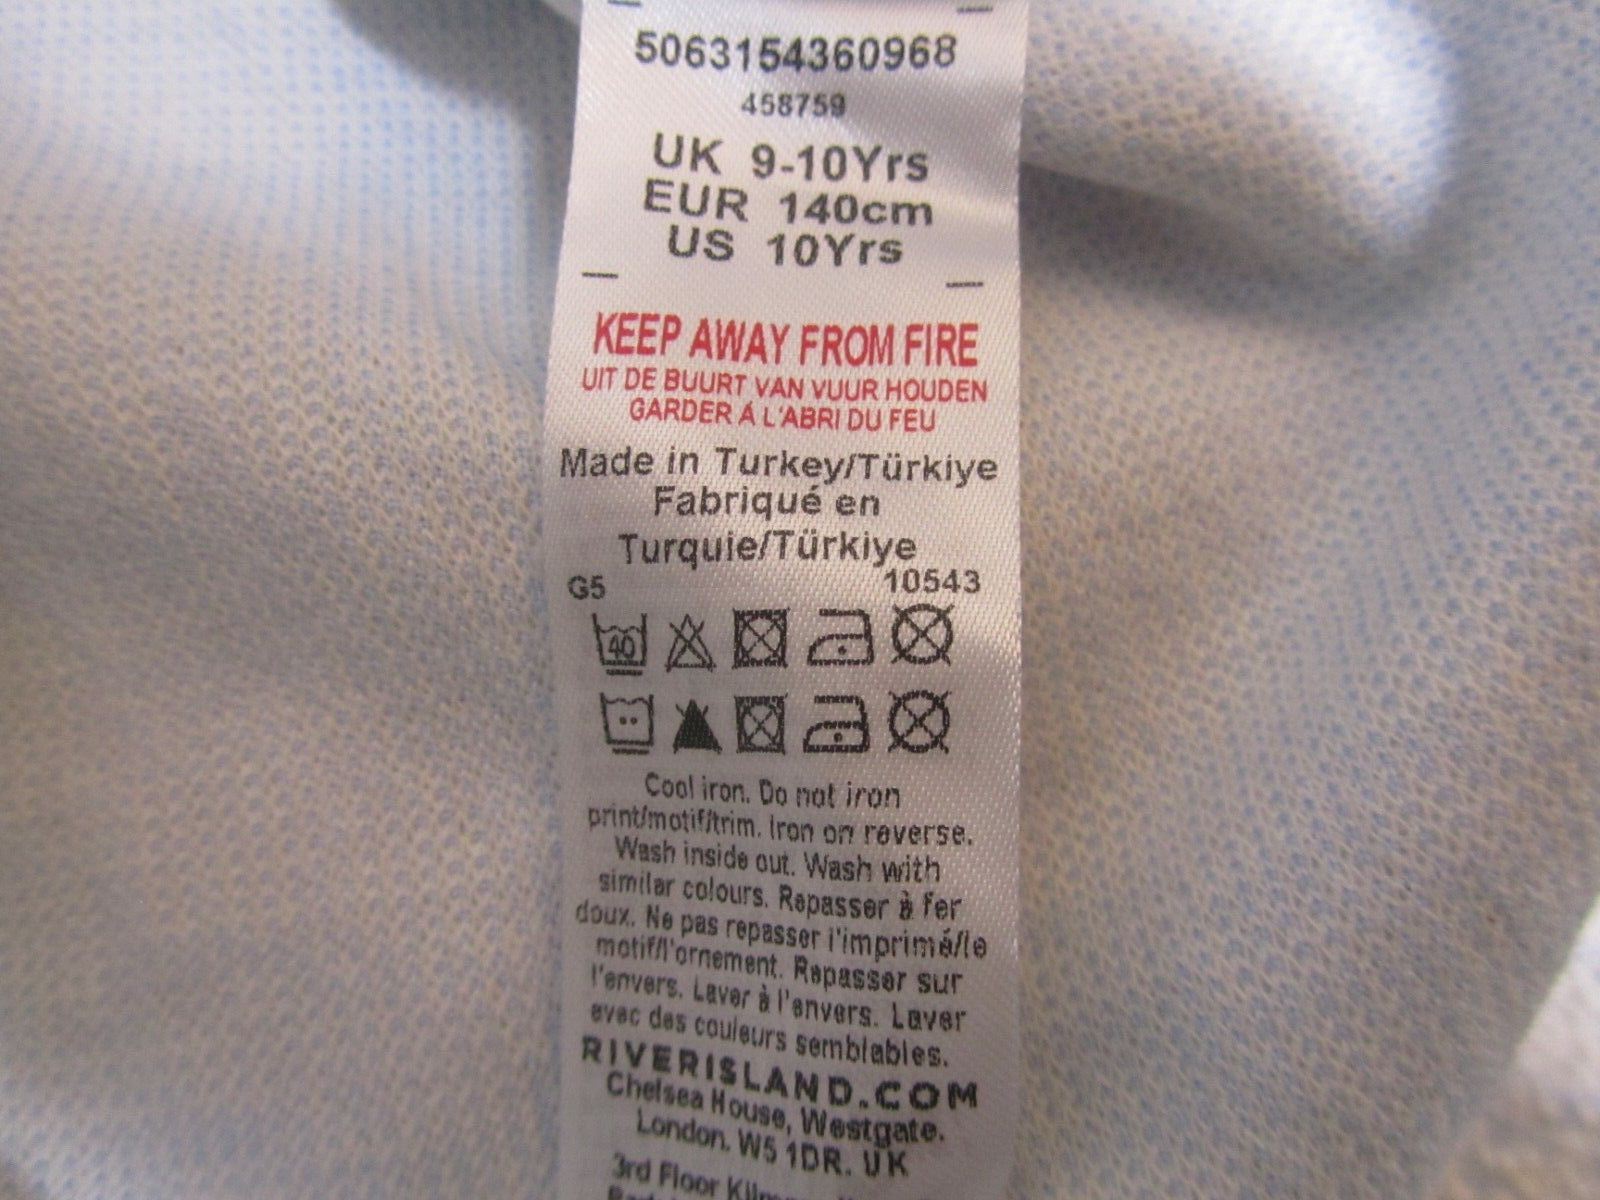 5063154360968
458759
UK 9-10Yrs
EUR 140cm
US 10Yrs
KEEP AWAY FROM FIRE
UIT DE BUURT VAN VUUR HOUDEN
GARDER Á L'ABRI DU FEU
Made in Turkey/Türkiye
Fabriqué en
Turquie/Türkiye
G5 10543
40
Cool iron. Do not iron
print/motif/trim. Iron on reverse.
Wash inside out. Wash with
similar colours. Repasser à fer
doux. Ne pas repasser l'imprimé/le
motif/l'ornement. Repasser sur
l'envers. Laver à l'envers. Laver
avec des couleurs semblables.
RIVERISLAND.COM
Chelsea House, Westgate.
London. W5 1DR. UK
3rd Floor